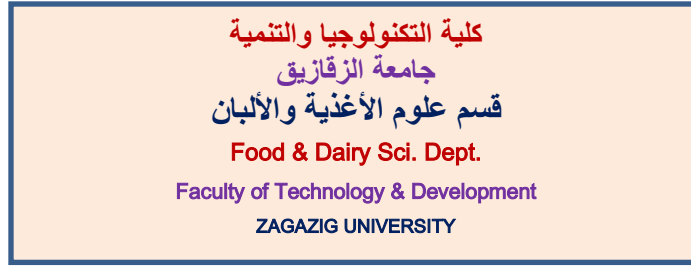 كلية التكنولوجيا والتنمية
جامعة الزقازيق
قسم علوم الأغذية والألبان
Food & Dairy Sci. Dept.
Faculty of Technology & Development
ZAGAZIG UNIVERSITY